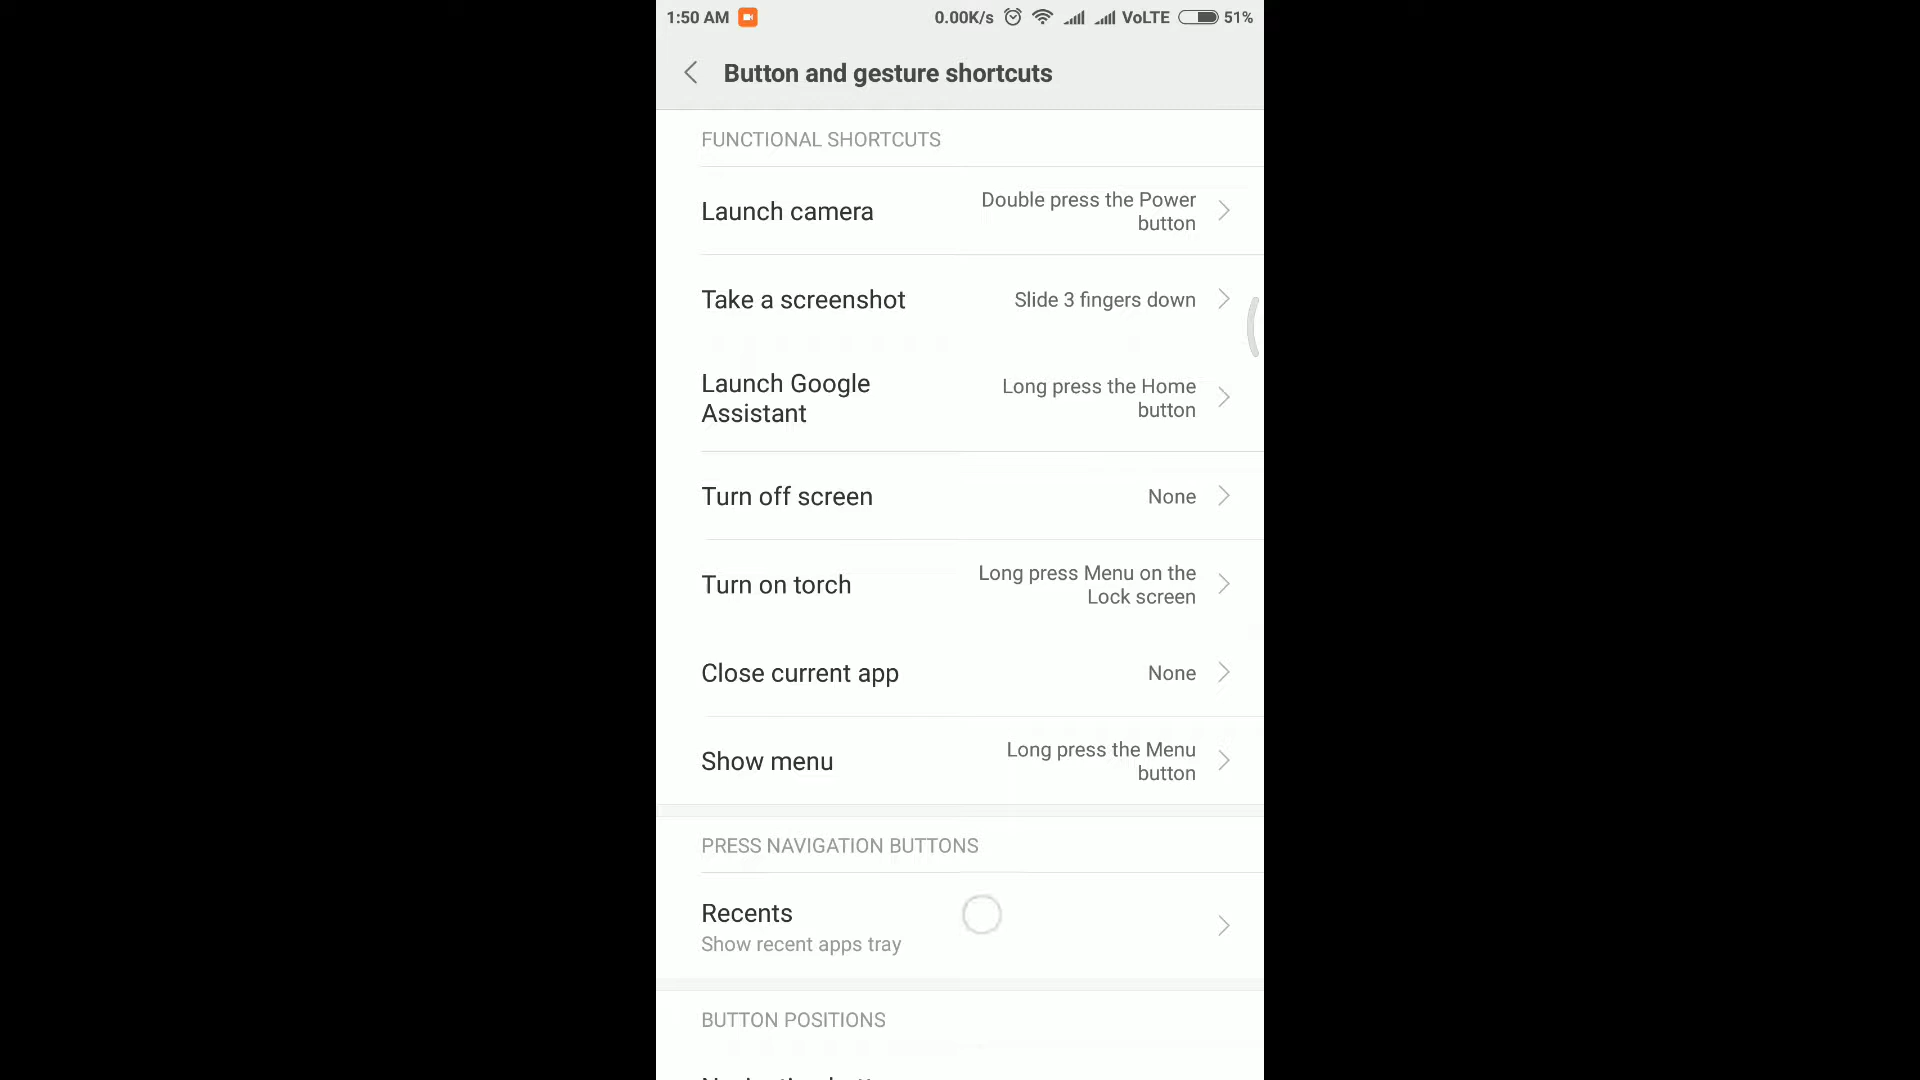 1:50 AM 0.00K/s VoLTE 51%
Button and gesture shortcuts
FUNCTIONAL SHORTCUTS
Launch camera
Double press the Power
button
Take a screenshot
Slide 3 fingers down
Launch Google
Assistant
Long press the Home
button
Turn off screen
None
Turn on torch
Long press Menu on the
Lock screen
Close current app
None
Show menu
Long press the Menu
button
PRESS NAVIGATION BUTTONS
Recents
Show recent apps tray
BUTTON POSITIONS